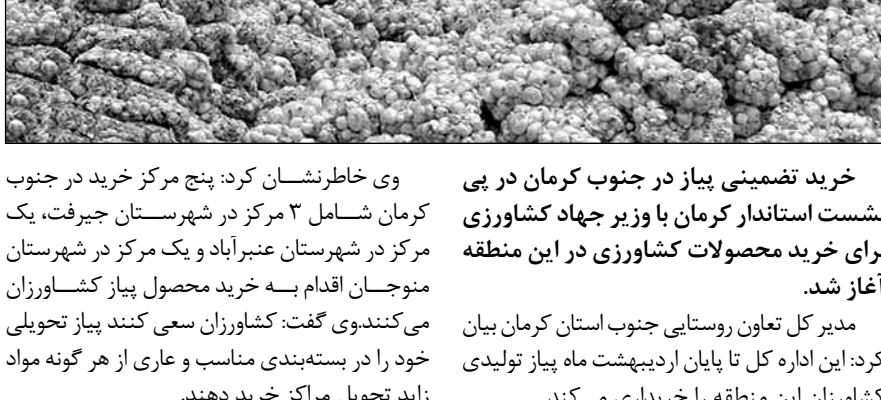 خرید تضمینی پیاز در جنوب کرمان در پی
نشست استاندار کرمان با وزیر جهاد کشاورزی
برای خرید محصولات کشاورزی در این منطقه
آغاز شد.
مدیر کل تعاون روستایی جنوب استان کرمان بیان
کرد: این اداره کل تا پایان اردیبهشت ماه پیاز تولیدی
کشاورزان این منطقه را خریداری می کند.
وی خاطرنشان کرد: پنج مرکز خرید در جنوب
کرمان شامل ۳ مرکز در شهرستان جیرفت، یک
مرکز در شهرستان عنبرآباد و یک مرکز در شهرستان
منوجان اقدام به خرید محصول پیاز کشاورزان
می‌کنند.وی گفت: کشاورزان سعی کنند پیاز تحویلی
خود را در بسته‌بندی مناسب و عاری از هر گونه مواد
زاید تحویل مراکز خرید دهند.